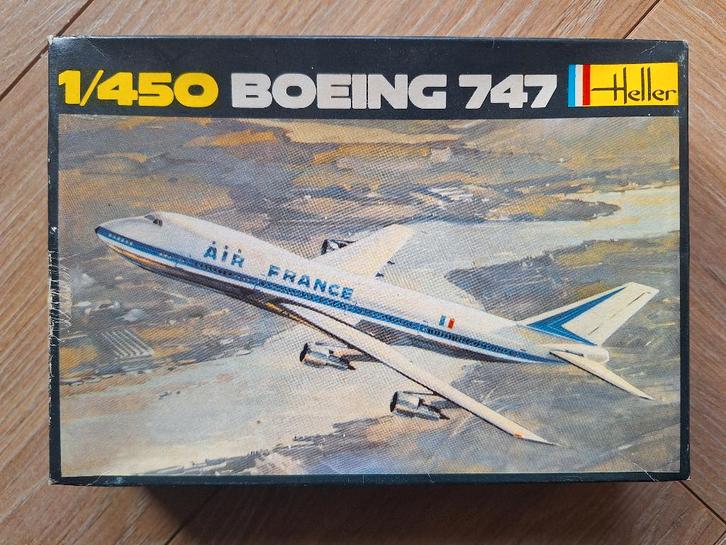 1/450 BOEING 747 Heller
AIR FRANCE